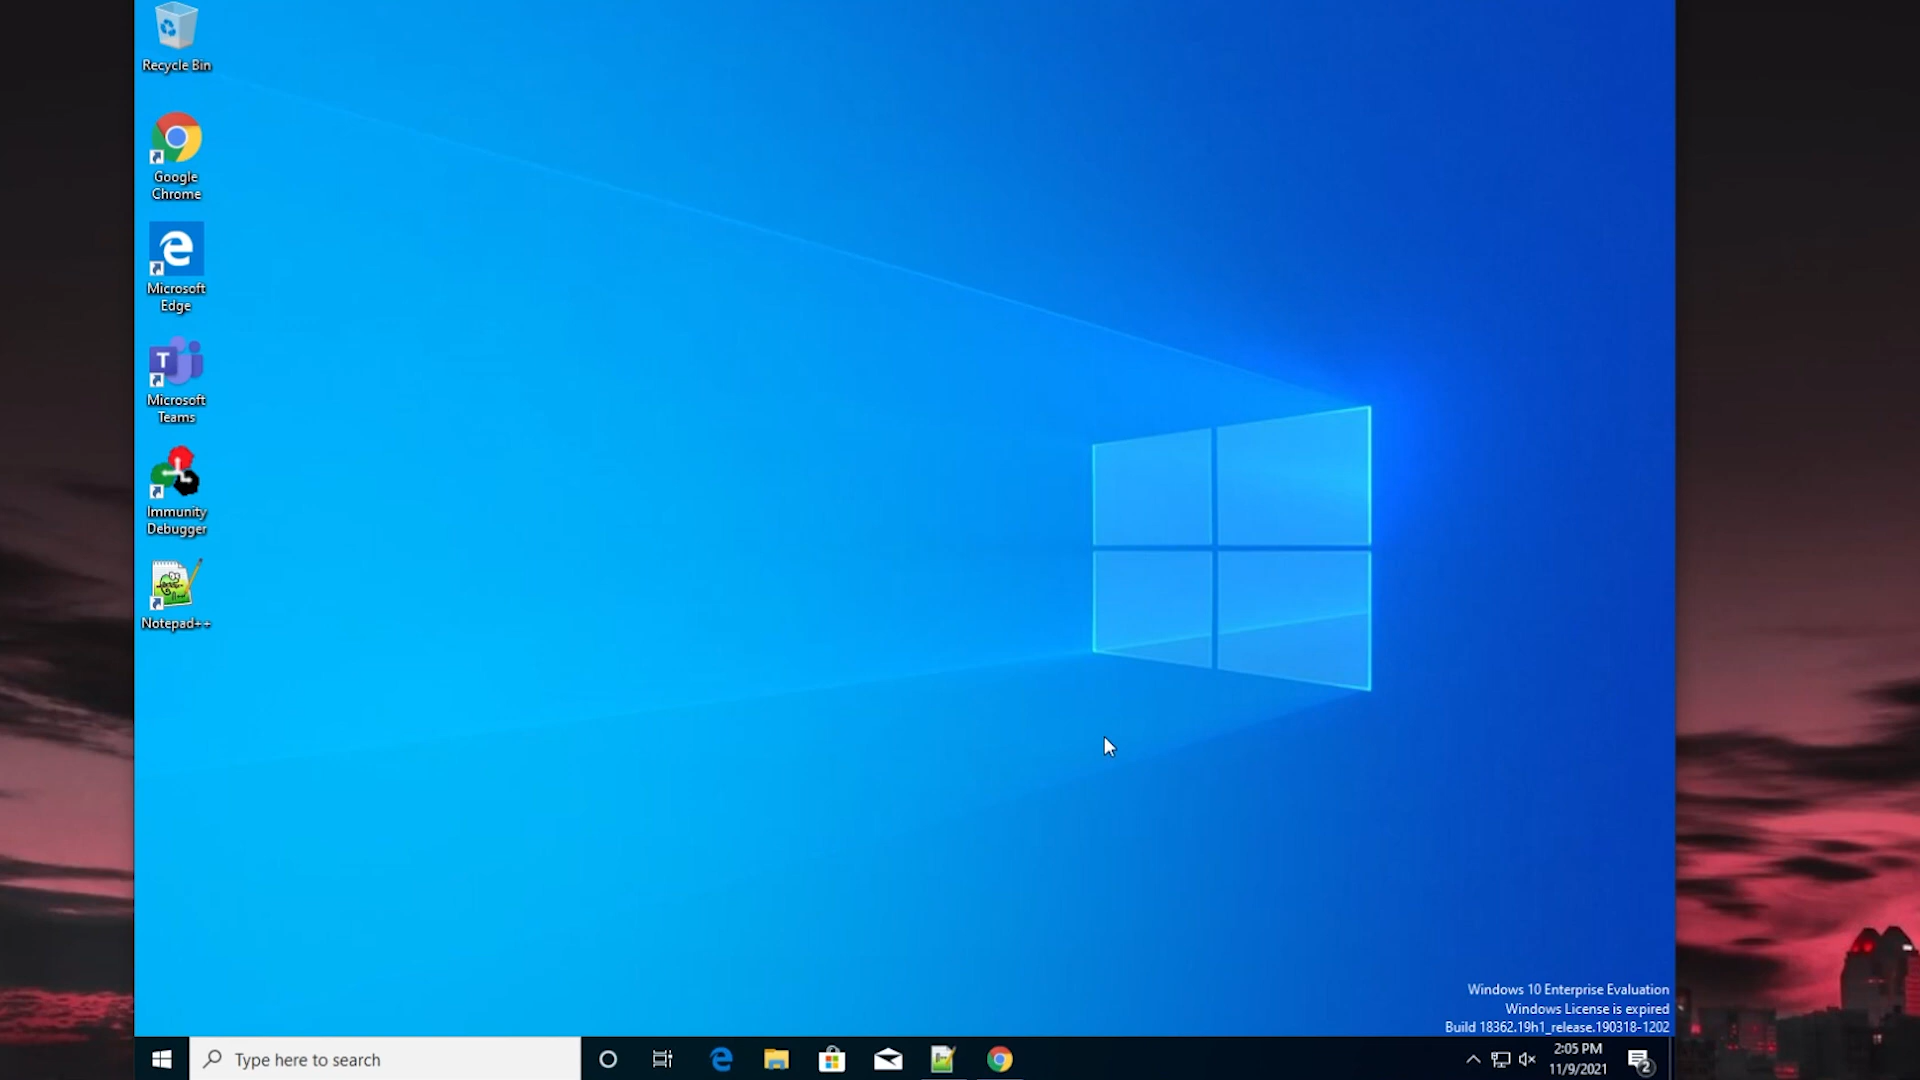 Recycle Bin
Google
Chrome
Microsoft
Edge
T
Microsoft
Teams
Immunity
Debugger
Notepad++
Windows 10 Enterprise Evaluation
Windows License is expired
Build 18362.19h1_release.190318-1202
Type here to search
2:05 PM
11/9/2021
2